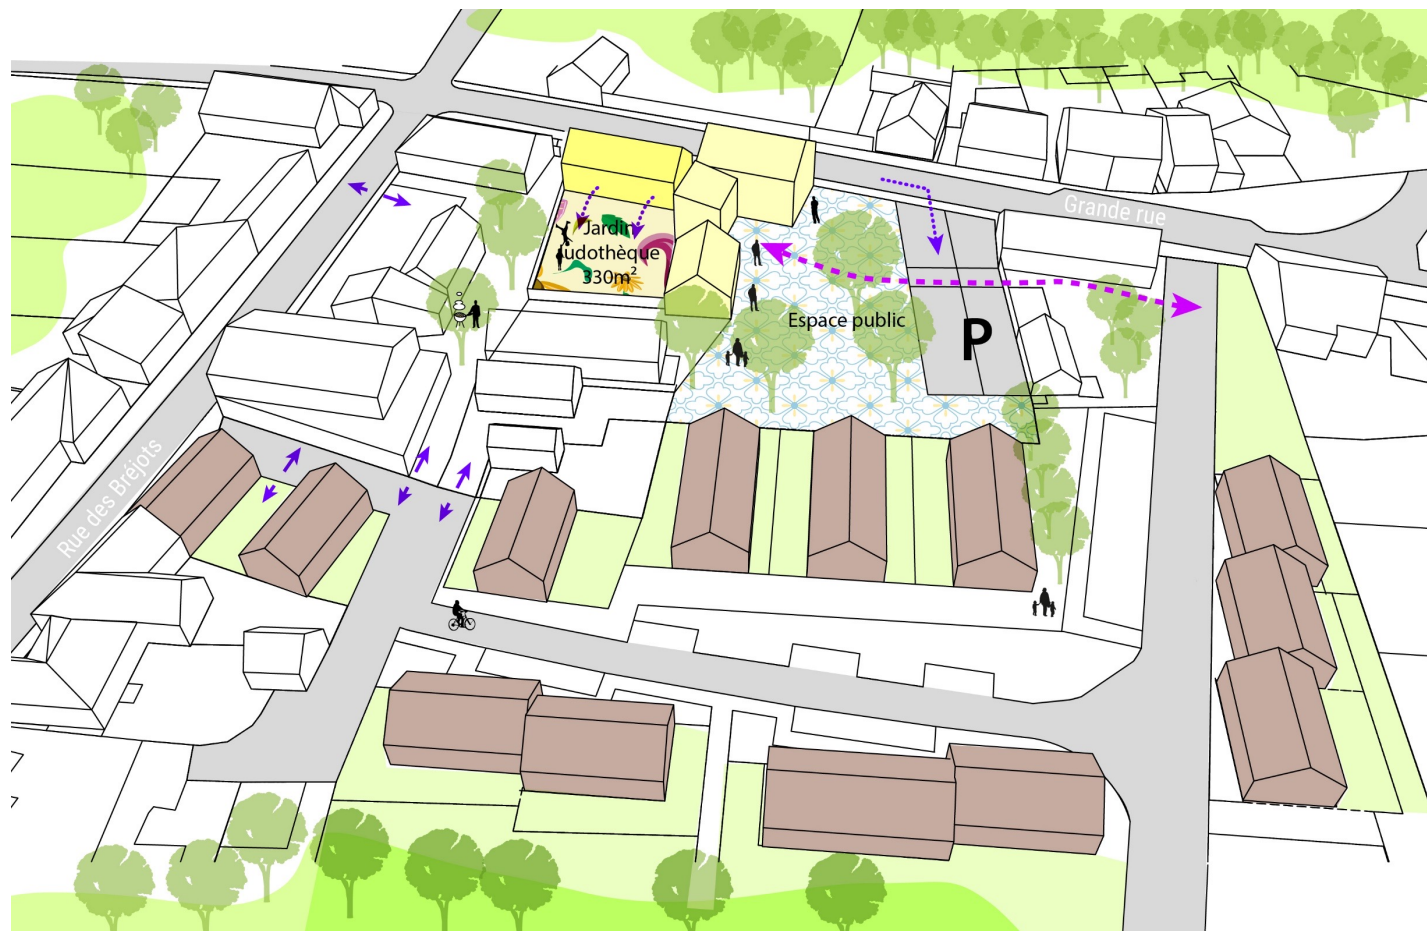 Grande rue
Jardin
ludothèque
330m²
Espace public
P
Rue des Bréjots